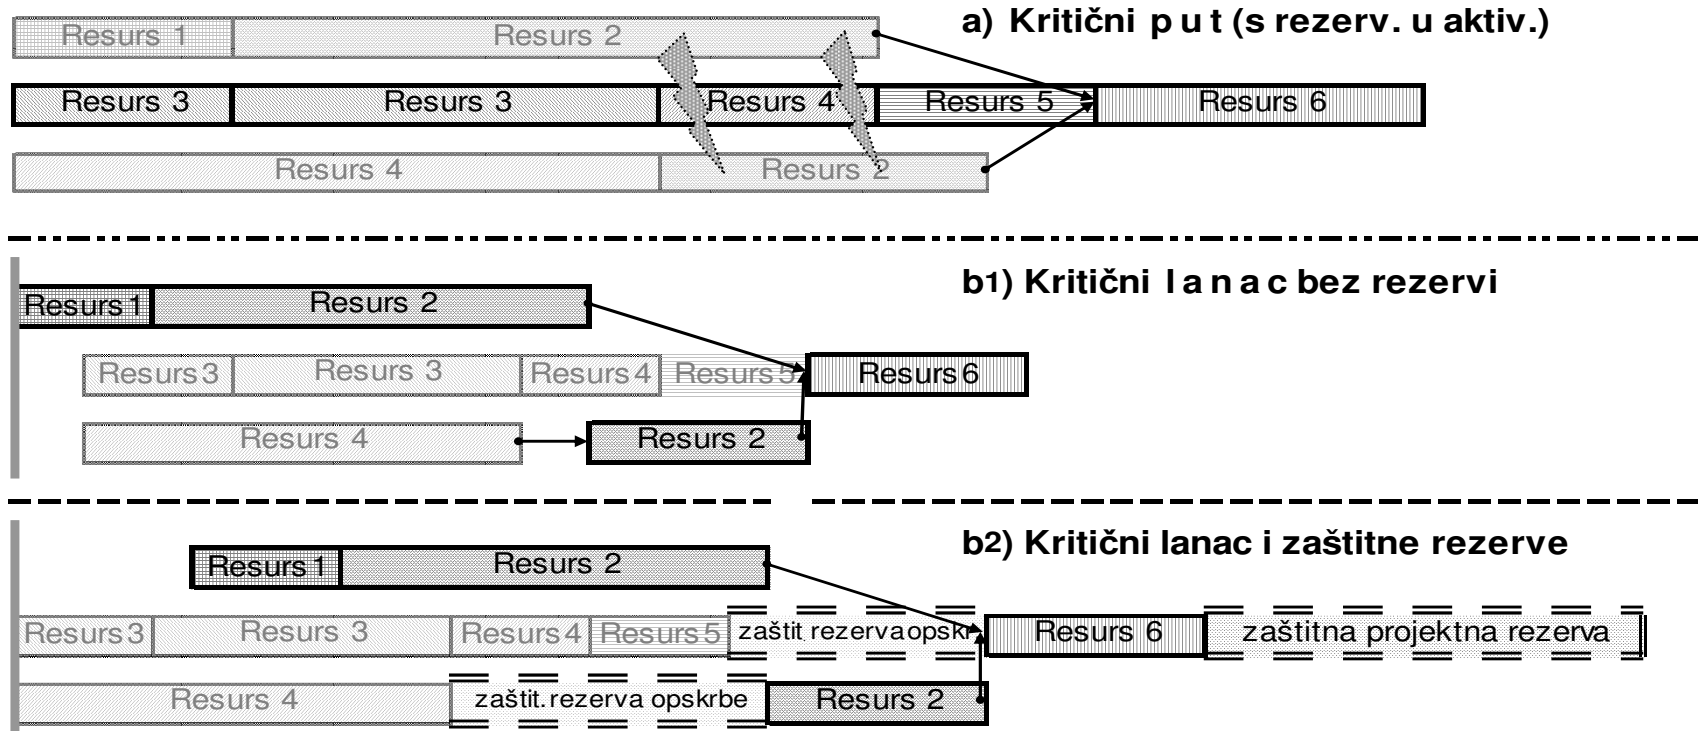 a) Kritični put (s rezerv. u aktiv.)
Resurs 1 Resurs 2
Resurs 3 Resurs 3 Resurs 4 Resurs 5 Resurs 6
Resurs 4 Resurs 2
b1) Kritični lanac bez rezervi
Resurs 1 Resurs 2
Resurs 3 Resurs 3 Resurs 4 Resurs 5 Resurs 6
Resurs 4 Resurs 2
b2) Kritični lanac i zaštitne rezerve
Resurs 1 Resurs 2
Resurs 3 Resurs 3 Resurs 4 Resurs 5 zaštit. rezerva opskr Resurs 6 zaštitna projektna rezerva
Resurs 4 zaštit. rezerva opskrbe Resurs 2